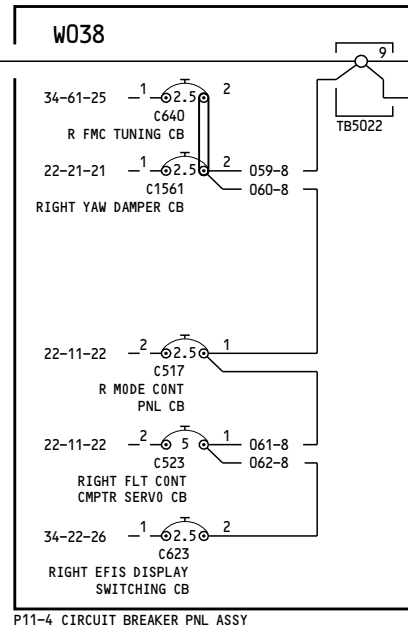 W038
9
TB5022
34-61-25 1 2.5 2
C640
R FMC TUNING CB
22-21-21 1 2.5 2 059-8
060-8
C1561
RIGHT YAW DAMPER CB
22-11-22 2 2.5 1
C517
R MODE CONT
PNL CB
22-11-22 2 5 1 061-8
062-8
C523
RIGHT FLT CONT
CMPTR SERVO CB
34-22-26 1 2.5 2
C623
RIGHT EFIS DISPLAY
SWITCHING CB
P11-4 CIRCUIT BREAKER PNL ASSY